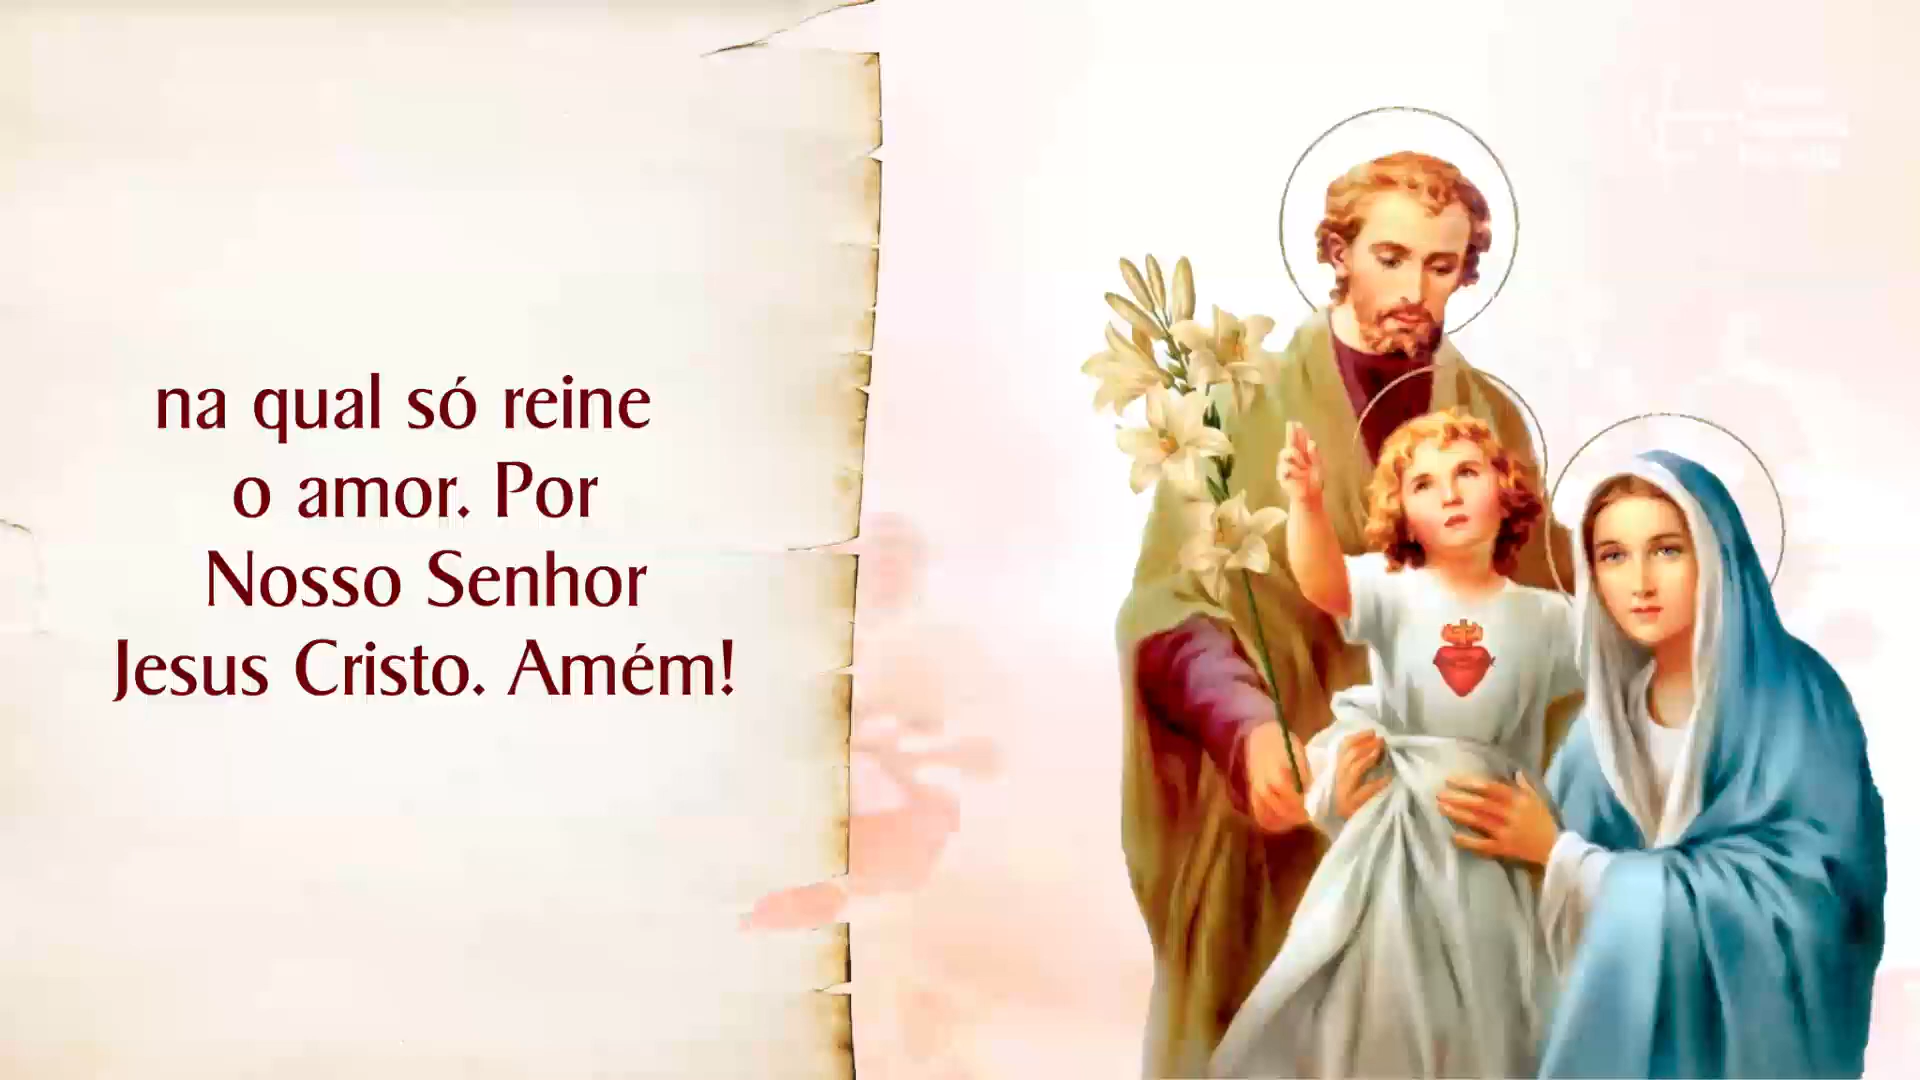 na qual só reine
o amor. Por
Nosso Senhor
Jesus Cristo. Amém!